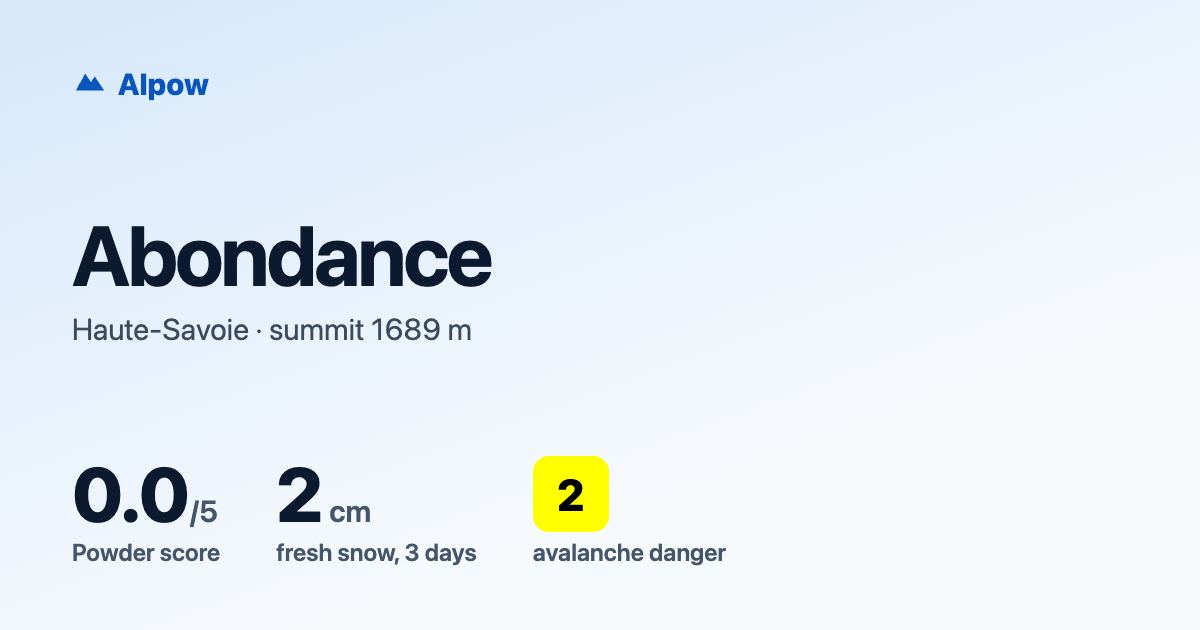 Alpow
Abondance
Haute-Savoie · summit 1689 m
0.0/5
Powder score
2 cm
fresh snow, 3 days
2
avalanche danger